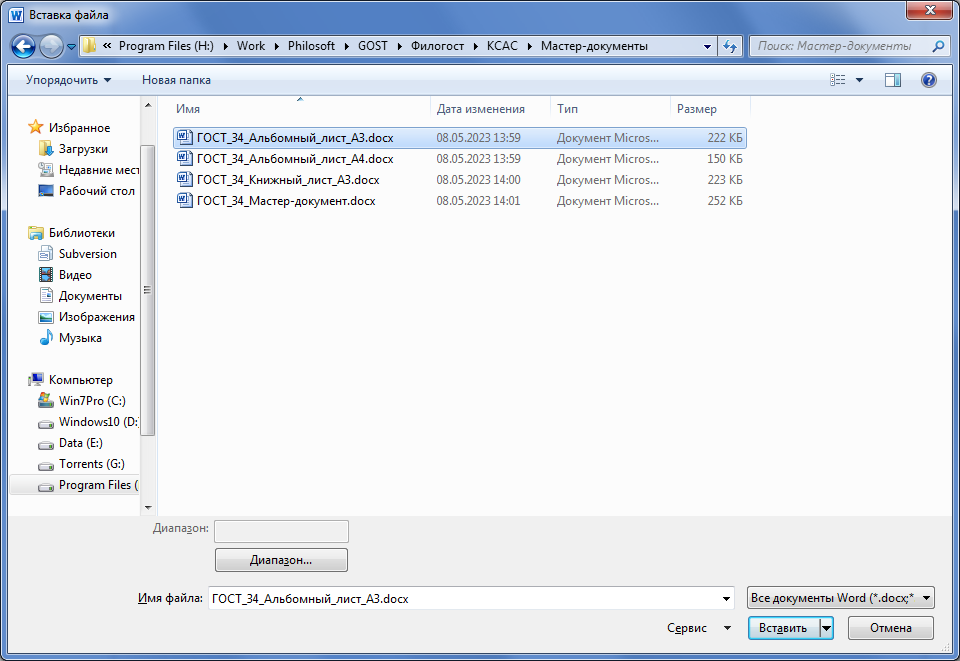 Вставка файла
« Program Files (H:) Work Philosoft GOST Филогост КСАС Мастер-документы Поиск: Мастер-документы
Упорядочить Новая папка
Имя Дата изменения Тип Размер
Избранное
Загрузки
Недавние мест
Рабочий стол
Библиотеки
Subversion
Видео
Документы
Изображения
Музыка
Компьютер
Win7Pro (C:)
Windows10 (D:
Data (E:)
Torrents (G:)
Program Files (
ГОСТ_34_Альбомный_лист_А3.docx 08.05.2023 13:59 Документ Micros... 222 КБ
ГОСТ_34_Альбомный_лист_А4.docx 08.05.2023 13:59 Документ Micros... 150 КБ
ГОСТ_34_Книжный_лист_А3.docx 08.05.2023 14:00 Документ Micros... 223 КБ
ГОСТ_34_Мастер-документ.docx 08.05.2023 14:01 Документ Micros... 252 КБ
Диапазон:
Диапазон...
Имя файла: ГОСТ_34_Альбомный_лист_А3.docx Все документы Word (*.docx;*
Сервис Вставить Отмена